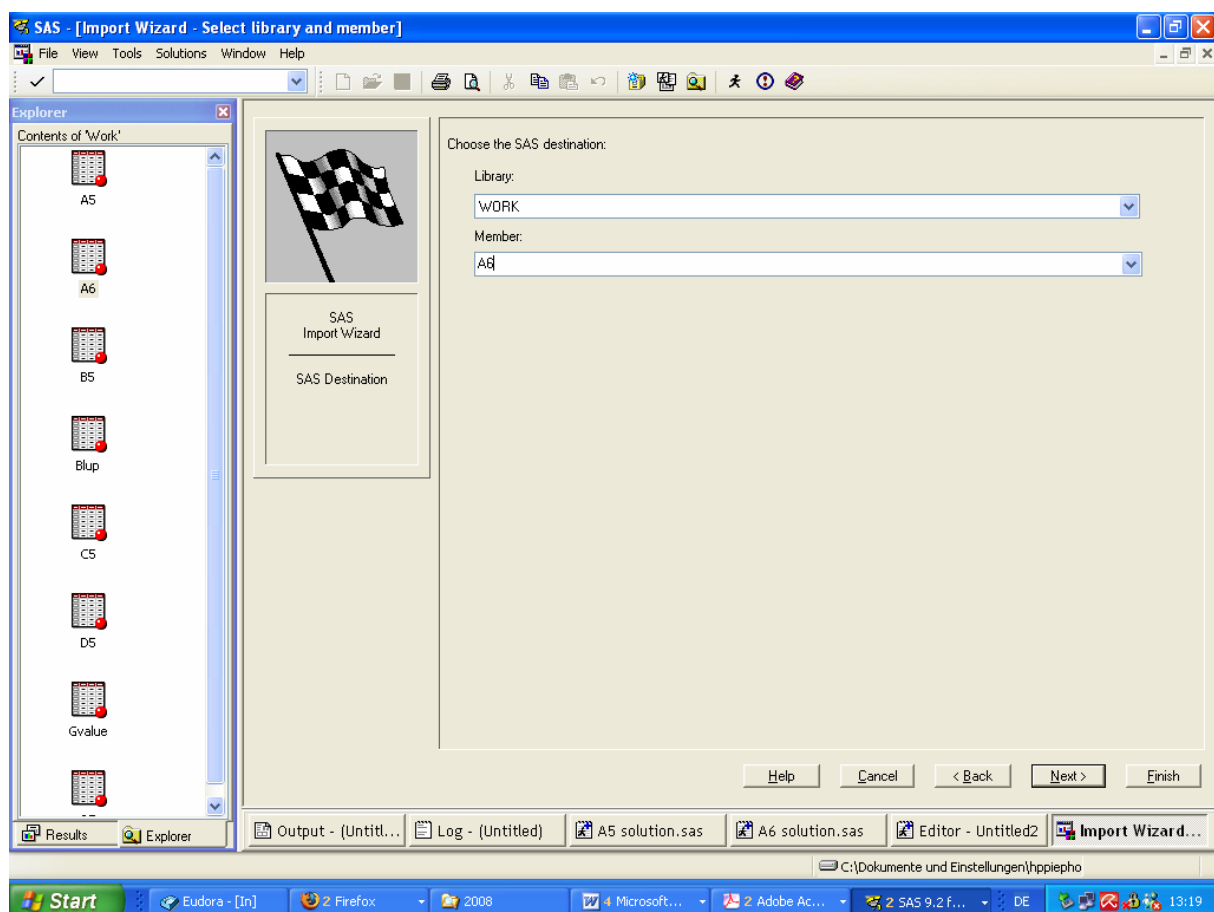 SAS - [Import Wizard - Select library and member]
File View Tools Solutions Window Help
Explorer
Contents of 'Work'
A5
A6
B5
Blup
C5
D5
Gvalue
Results Explorer
SAS
Import Wizard
SAS Destination
Choose the SAS destination:
Library:
WORK
Member:
A6
Help Cancel < Back Next > Finish
Output - (Untitl... Log - (Untitled) A5 solution.sas A6 solution.sas Editor - Untitled2 Import Wizard...
C:\Dokumente und Einstellungen\hppiepho
Start Eudora - [In] 2 Firefox 2008 4 Microsoft... 2 Adobe Ac... 2 SAS 9.2 f... DE 13:19